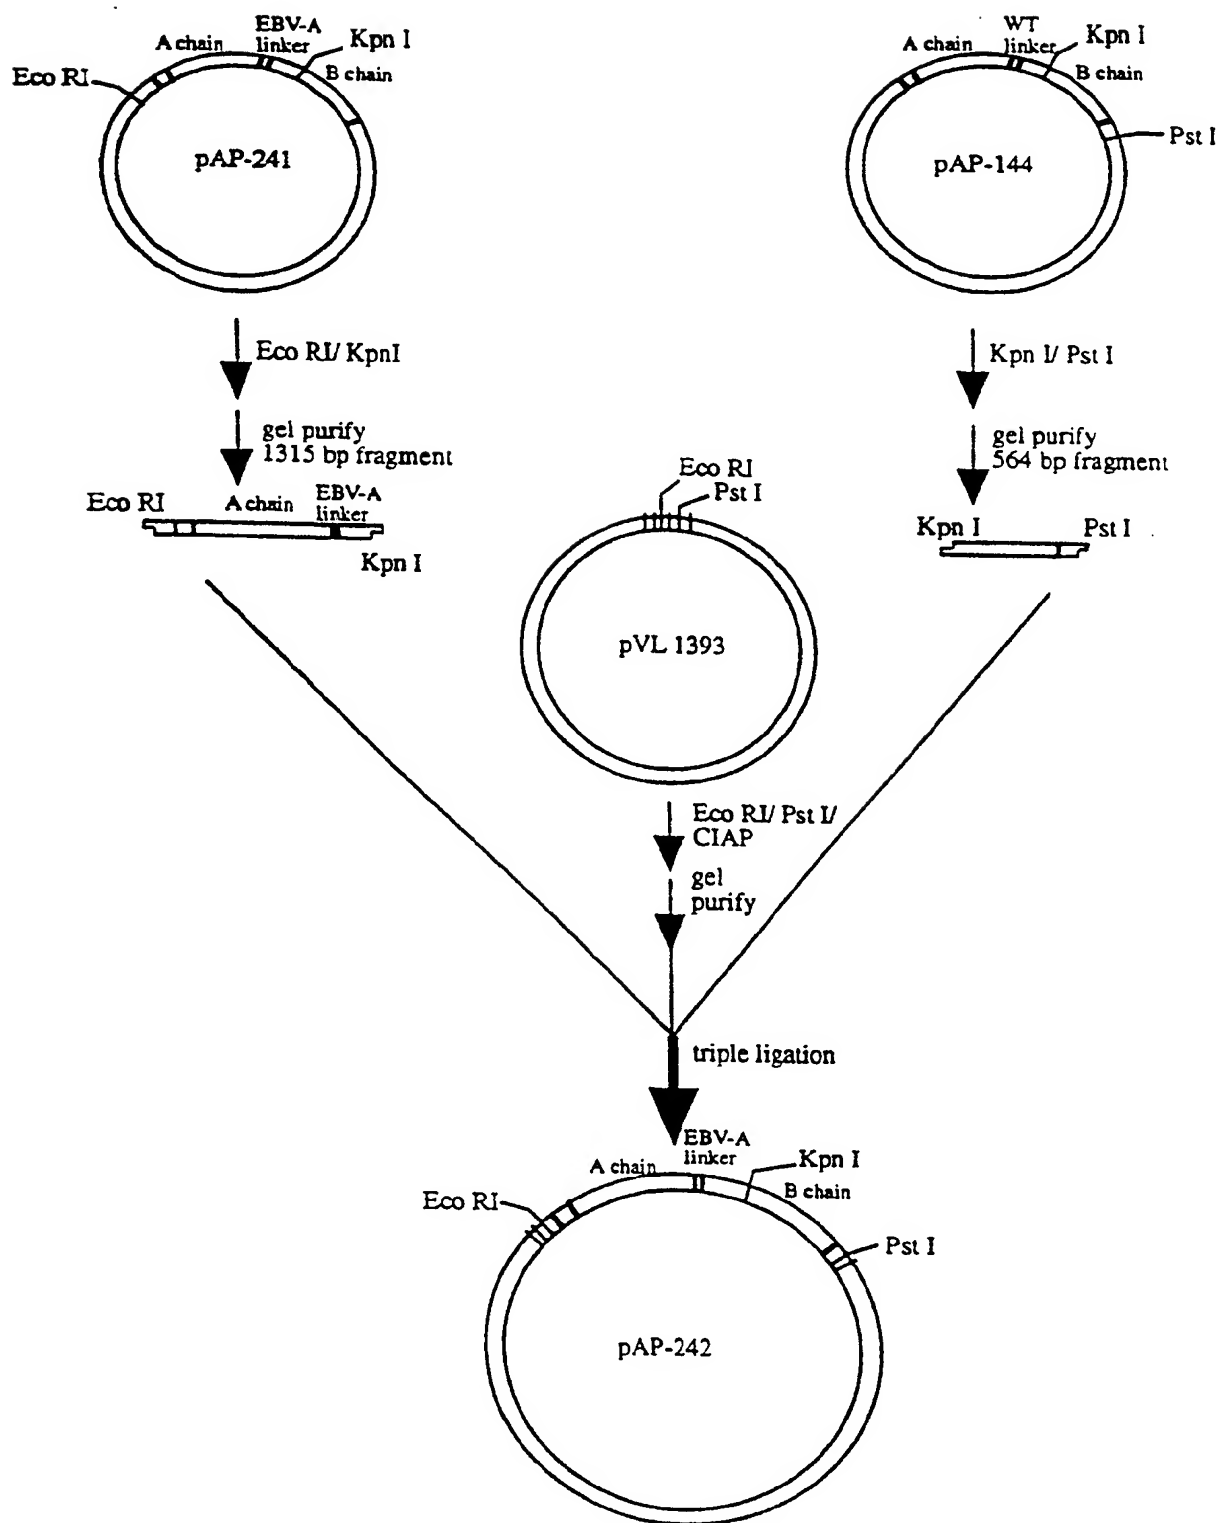 A chain
EBV-A
linker
Kpn I
Eco RI
B chain
pAP-241
A chain
WT
linker
Kpn I
B chain
Pst I
pAP-144
Eco RI/ KpnI
gel purify
1315 bp fragment
Kpn I/ Pst I
gel purify
564 bp fragment
Eco RI
A chain
EBV-A
linker
Kpn I
Eco RI
Pst I
Kpn I
Pst I
pVL 1393
Eco RI/ Pst I/
CIAP
gel
purify
triple ligation
A chain
EBV-A
linker
Kpn I
B chain
Eco RI
Pst I
pAP-242